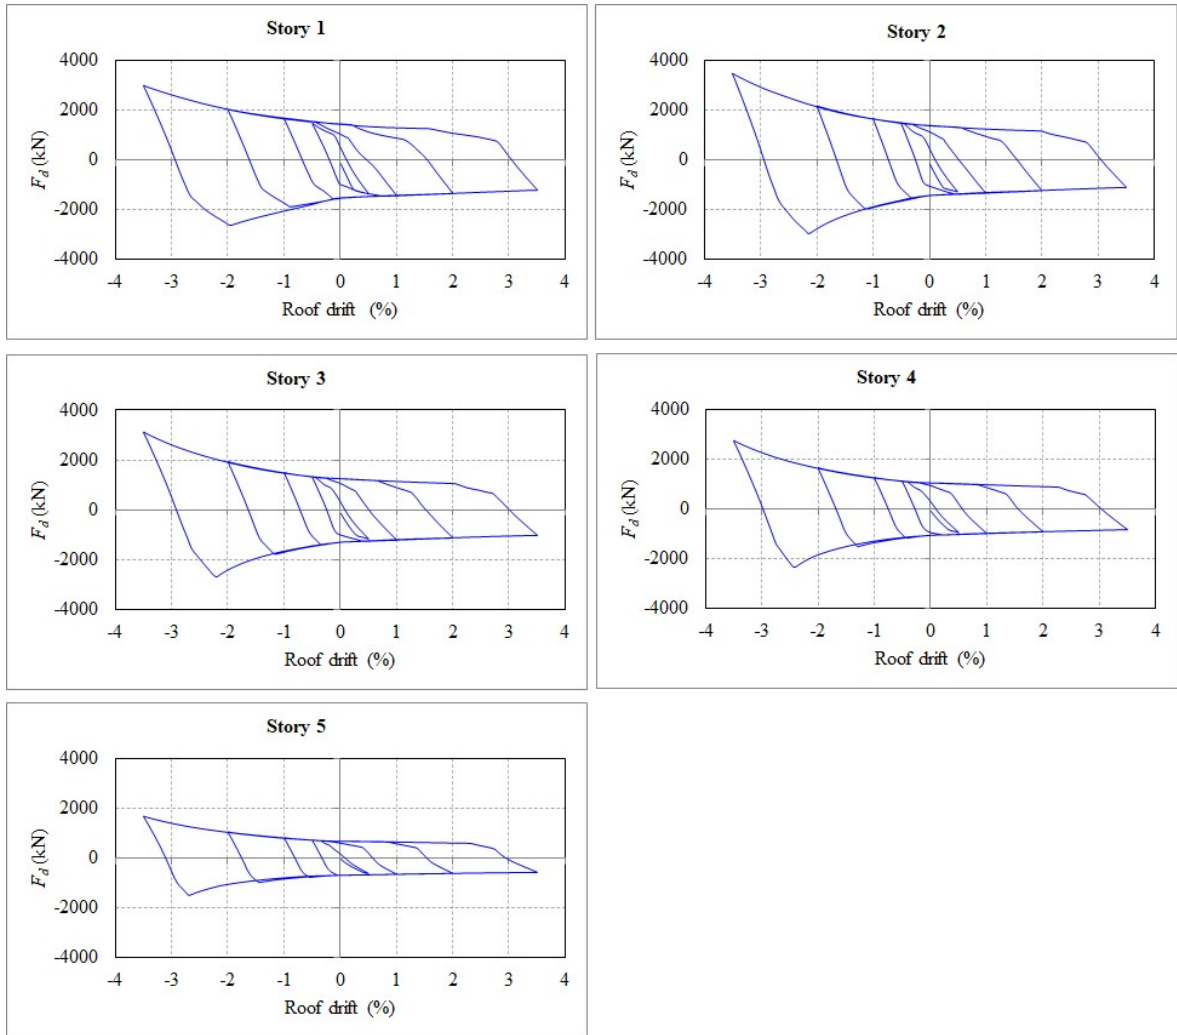 Story 1
4000
2000
0
-2000
-4000
F_d (kN)
-4 -3 -2 -1 0 1 2 3 4
Roof drift (%)
Story 2
4000
2000
0
-2000
-4000
F_d (kN)
-4 -3 -2 -1 0 1 2 3 4
Roof drift (%)
Story 3
4000
2000
0
-2000
-4000
F_d (kN)
-4 -3 -2 -1 0 1 2 3 4
Roof drift (%)
Story 4
4000
2000
0
-2000
-4000
F_d (kN)
-4 -3 -2 -1 0 1 2 3 4
Roof drift (%)
Story 5
4000
2000
0
-2000
-4000
F_d (kN)
-4 -3 -2 -1 0 1 2 3 4
Roof drift (%)